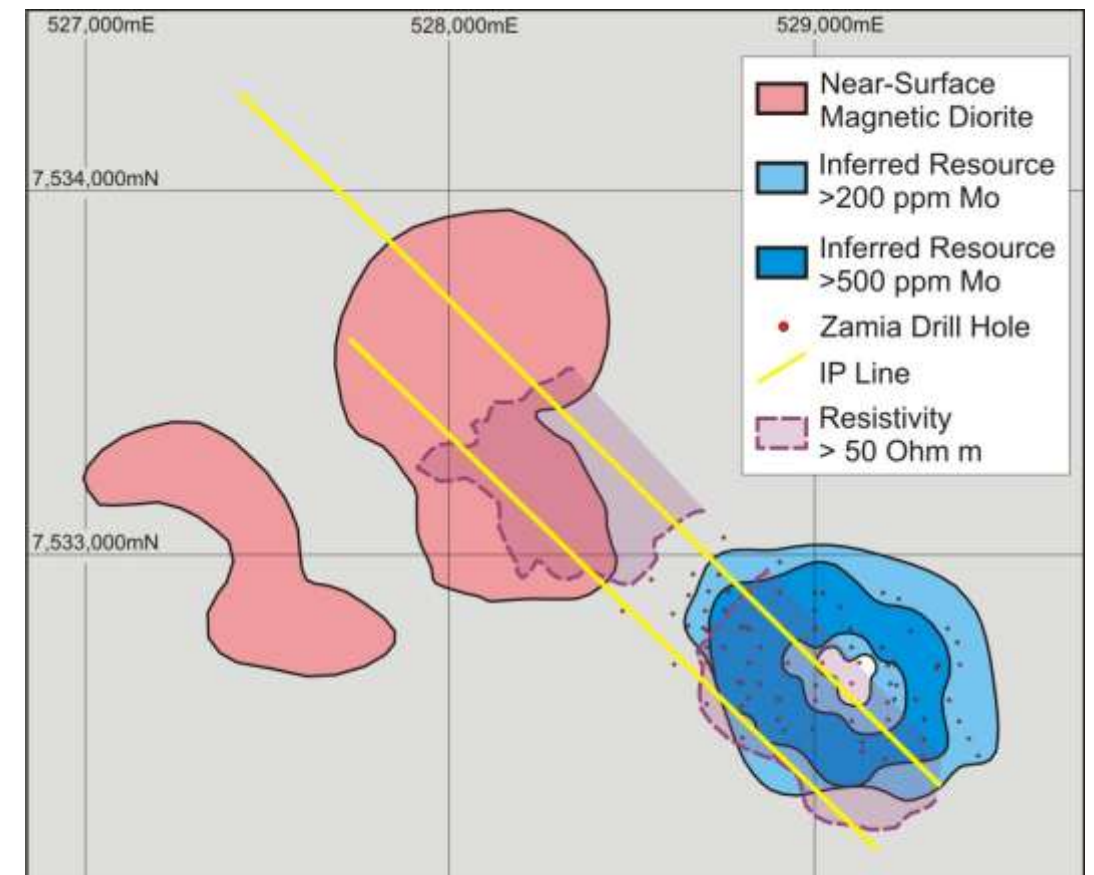 527,000mE
528,000mE
529,000mE
Near-Surface
Magnetic Diorite
7,534,000mN
Inferred Resource
>200 ppm Mo
Inferred Resource
>500 ppm Mo
Zamia Drill Hole
IP Line
Resistivity
> 50 Ohm m
7,533,000mN